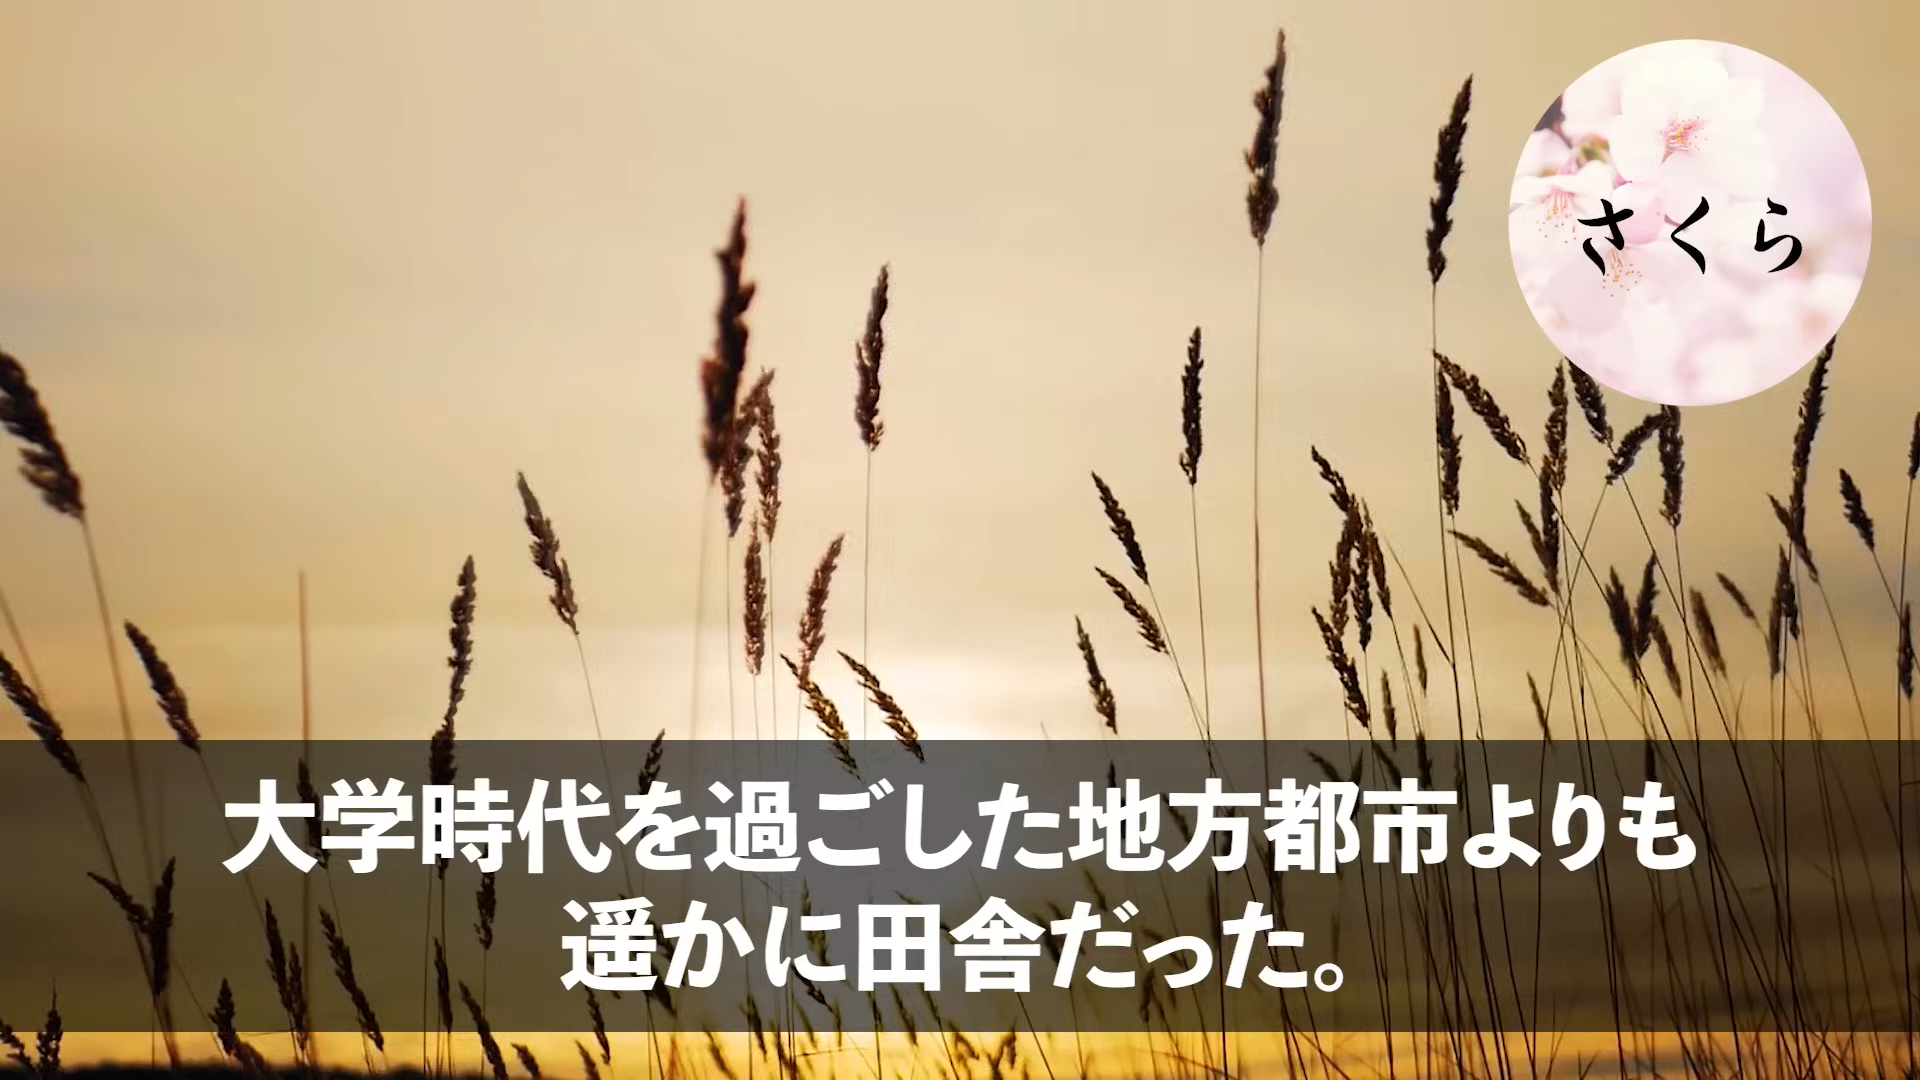 さくら
大学時代を過ごした地方都市よりも
遥かに田舎だった。